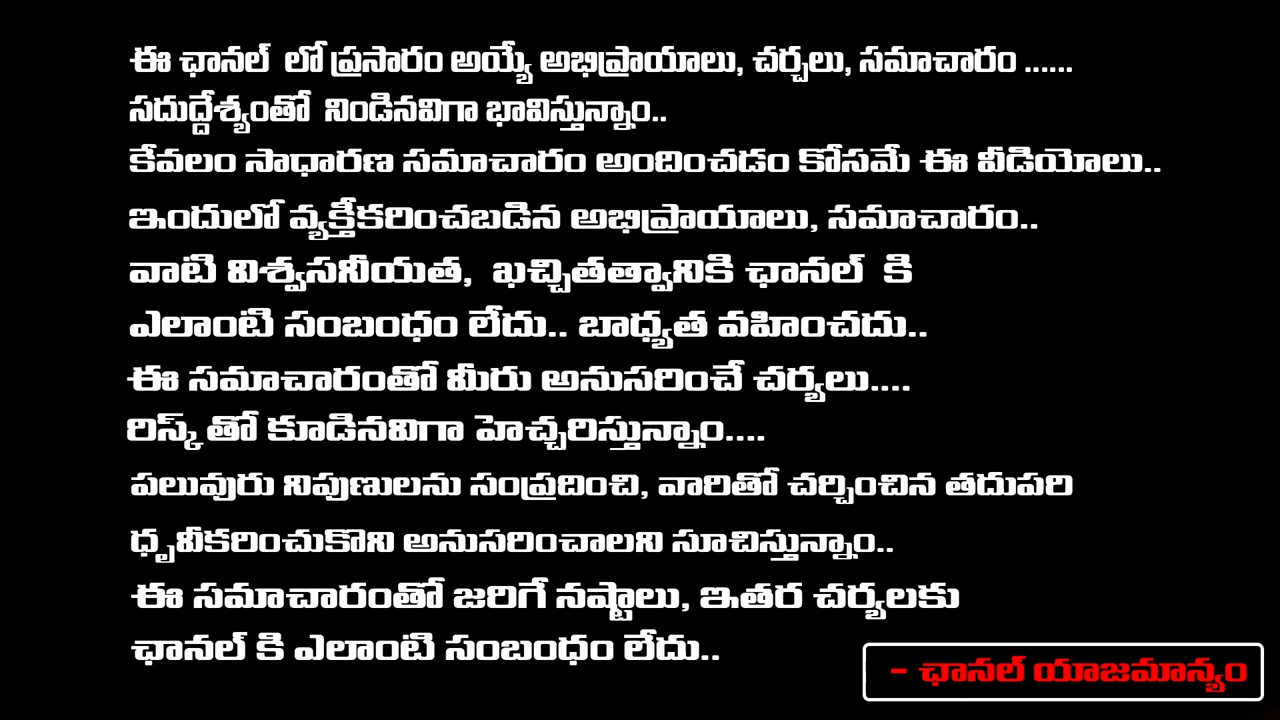 ఈ ఛానల్ లో ప్రసారం అయ్యే అభిప్రాయాలు, చర్చలు, సమాచారం ......
సదుద్దేశ్యంతో నిండినవిగా భావిస్తున్నాం..
కేవలం సాధారణ సమాచారం అందించడం కోసమే ఈ వీడియోలు..
ఇందులో వ్యక్తీకరించబడిన అభిప్రాయాలు, సమాచారం..
వాటి విశ్వసనీయత, ఖచ్చితత్వానికి ఛానల్ కి
ఎలాంటి సంబంధం లేదు.. బాధ్యత వహించదు..
ఈ సమాచారంతో మీరు అనుసరించే చర్యలు....
రిస్క్ తో కూడినవిగా హెచ్చరిస్తున్నాం....
పలువురు నిపుణులను సంప్రదించి, వారితో చర్చించిన తదుపరి
ధృవీకరించుకొని అనుసరించాలని సూచిస్తున్నాం..
ఈ సమాచారంతో జరిగే నష్టాలు, ఇతర చర్యలకు
ఛానల్ కి ఎలాంటి సంబంధం లేదు..
- ఛానల్ యాజమాన్యం